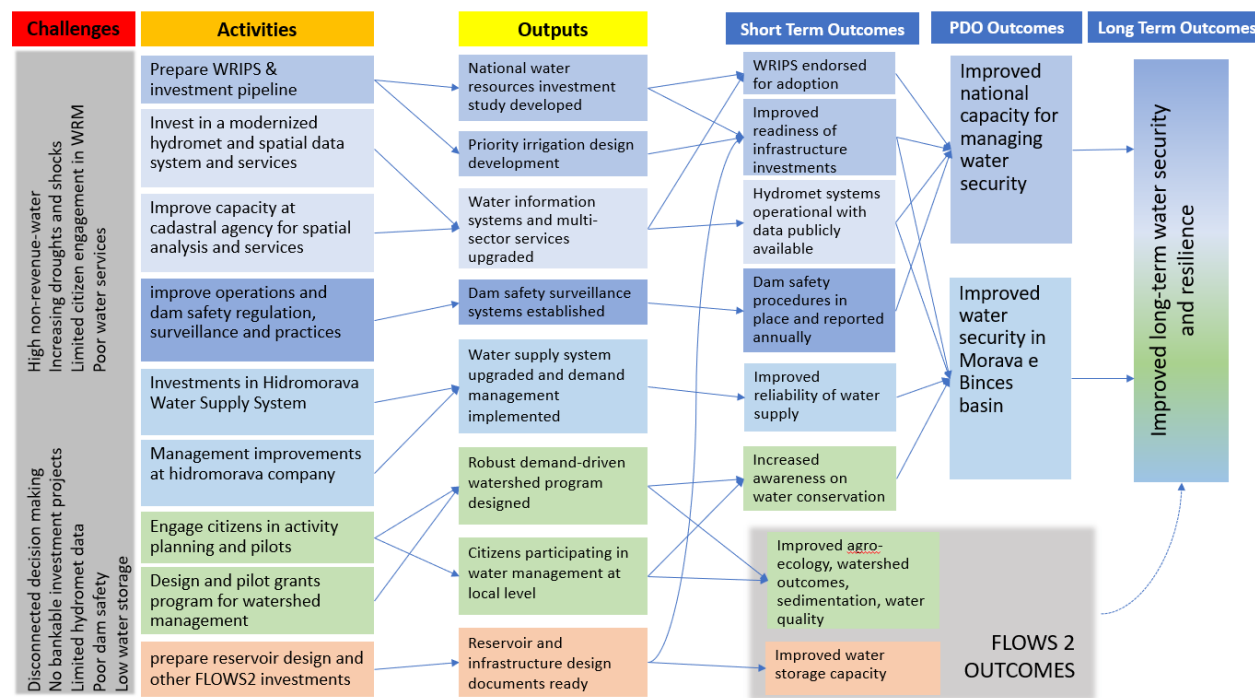 Challenges
High non-revenue-water
Increasing droughts and shocks
Limited citizen engagement in WRM
Poor water services
Disconnected decision making
No bankable investment projects
Limited hydromet data
Poor dam safety
Low water storage
Activities
Prepare WRIPS &
investment pipeline
Invest in a modernized
hydromet and spatial data
system and services
Improve capacity at
cadastral agency for spatial
analysis and services
improve operations and
dam safety regulation,
surveillance and practices
Investments in Hidromorava
Water Supply System
Management improvements
at hidromorava company
Engage citizens in activity
planning and pilots
Design and pilot grants
program for watershed
management
prepare reservoir design and
other FLOWS2 investments
Outputs
National water
resources investment
study developed
Priority irrigation design
development
Water information
systems and multi-
sector services
upgraded
Dam safety surveillance
systems established
Water supply system
upgraded and demand
management
implemented
Robust demand-driven
watershed program
designed
Citizens participating in
water management at
local level
Reservoir and
infrastructure design
documents ready
Short Term Outcomes
WRIPS endorsed
for adoption
Improved
readiness of
infrastructure
investments
Hydromet systems
operational with
data publicly
available
Dam safety
procedures in
place and reported
annually
Improved
reliability of water
supply
Increased
awareness on
water conservation
Improved agro-
ecology, watershed
outcomes,
sedimentation, water
quality
Improved water
storage capacity
FLOWS 2
OUTCOMES
PDO Outcomes
Improved
national
capacity for
managing
water
security
Improved
water
security in
Morava e
Binces
basin
Long Term Outcomes
Improved long-term water security
and resilience